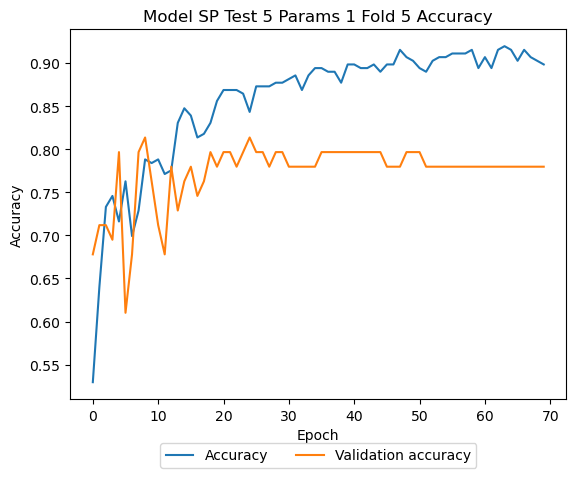 Model SP Test 5 Params 1 Fold 5 Accuracy
0.90
0.85
0.80
0.75
0.70
0.65
0.60
0.55
Accuracy
0 10 20 30 40 50 60 70
Epoch
Accuracy Validation accuracy